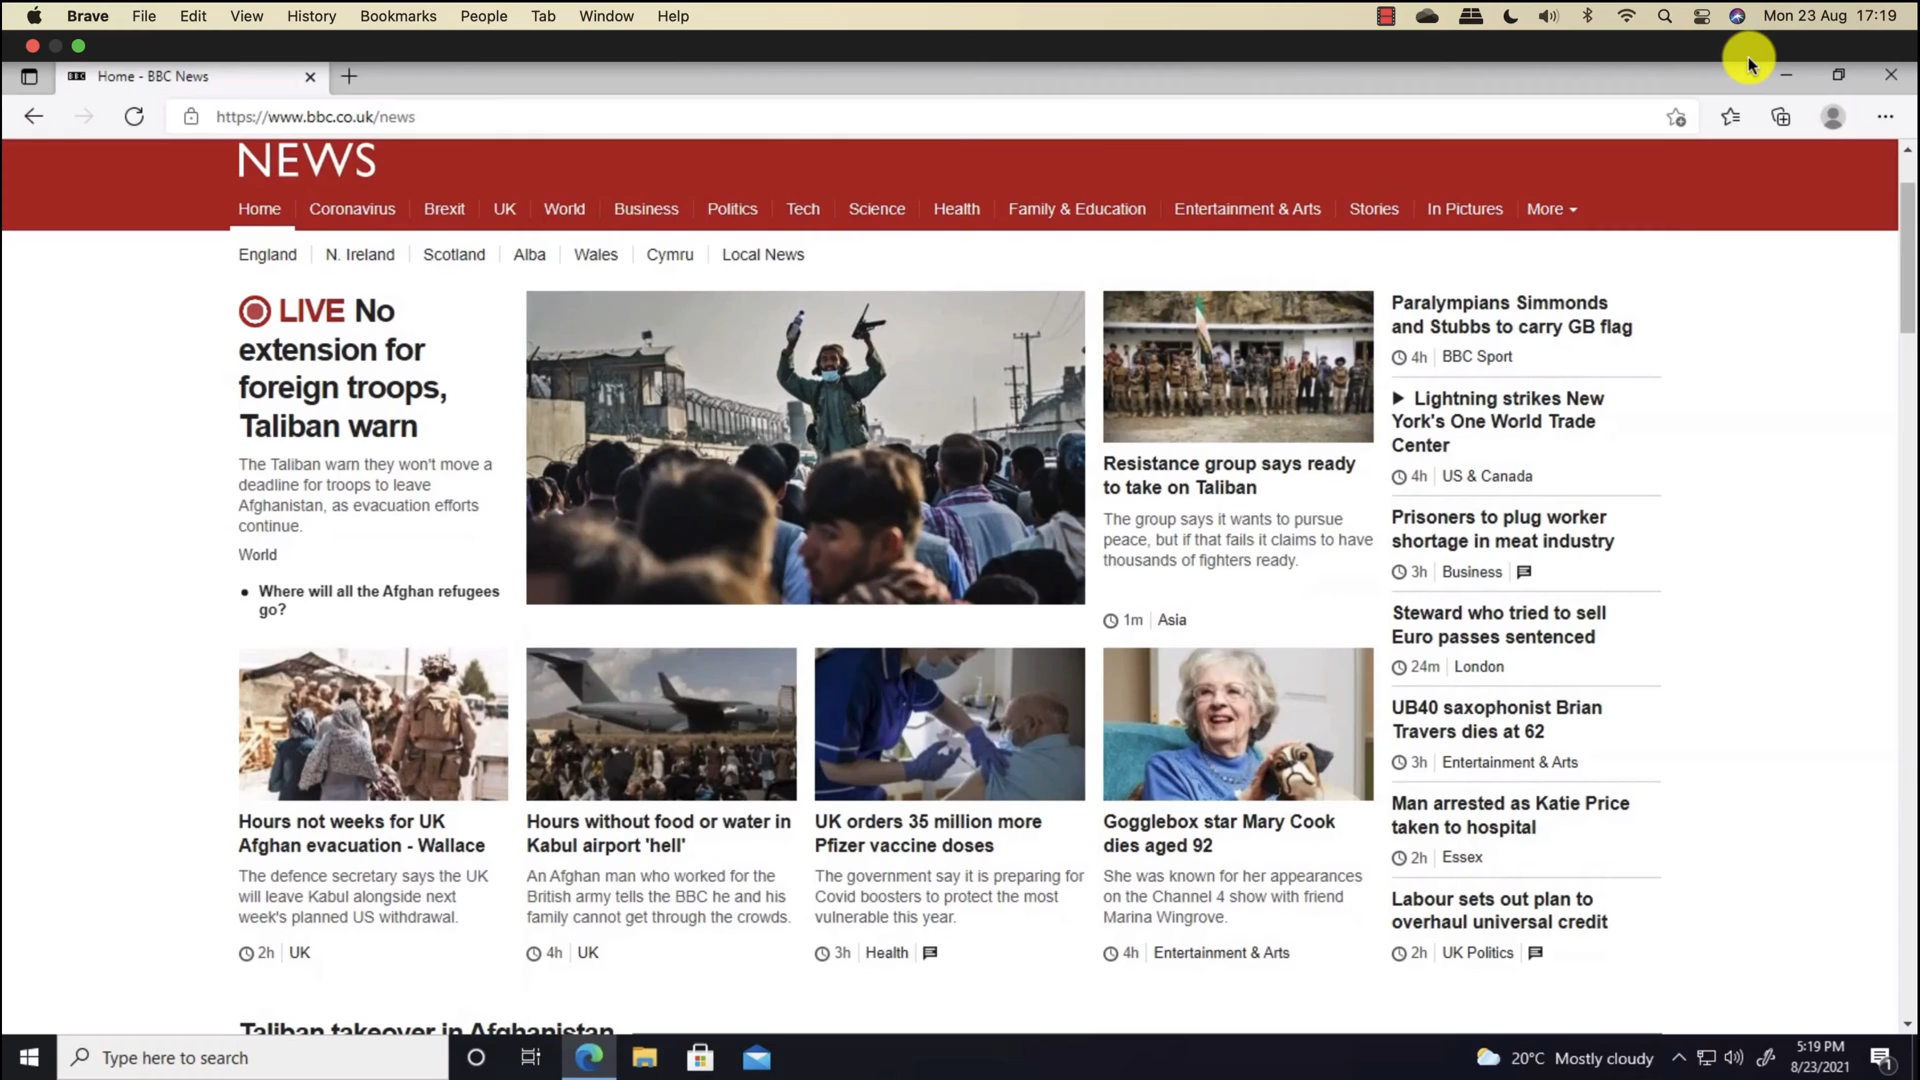 Brave File Edit View History Bookmarks People Tab Window Help Mon 23 Aug 17:19
BBC Home - BBC News
https://www.bbc.co.uk/news
NEWS
Home Coronavirus Brexit UK World Business Politics Tech Science Health Family & Education Entertainment & Arts Stories In Pictures More
England N. Ireland Scotland Alba Wales Cymru Local News
LIVE No
extension for
foreign troops,
Taliban warn
The Taliban warn they won't move a
deadline for troops to leave
Afghanistan, as evacuation efforts
continue.
World
Where will all the Afghan refugees
go?
Resistance group says ready
to take on Taliban
The group says it wants to pursue
peace, but if that fails it claims to have
thousands of fighters ready.
1m Asia
Hours not weeks for UK
Afghan evacuation - Wallace
The defence secretary says the UK
will leave Kabul alongside next
week's planned US withdrawal.
2h UK
Hours without food or water in
Kabul airport 'hell'
An Afghan man who worked for the
British army tells the BBC he and his
family cannot get through the crowds.
4h UK
UK orders 35 million more
Pfizer vaccine doses
The government say it is preparing for
Covid boosters to protect the most
vulnerable this year.
3h Health
Gogglebox star Mary Cook
dies aged 92
She was known for her appearances
on the Channel 4 show with friend
Marina Wingrove.
4h Entertainment & Arts
Paralympians Simmonds
and Stubbs to carry GB flag
4h BBC Sport
Lightning strikes New
York's One World Trade
Center
4h US & Canada
Prisoners to plug worker
shortage in meat industry
3h Business
Steward who tried to sell
Euro passes sentenced
24m London
UB40 saxophonist Brian
Travers dies at 62
3h Entertainment & Arts
Man arrested as Katie Price
taken to hospital
2h Essex
Labour sets out plan to
overhaul universal credit
2h UK Politics
Taliban takeover in Afghanistan
Type here to search
20°C Mostly cloudy
5:19 PM
8/23/2021
1